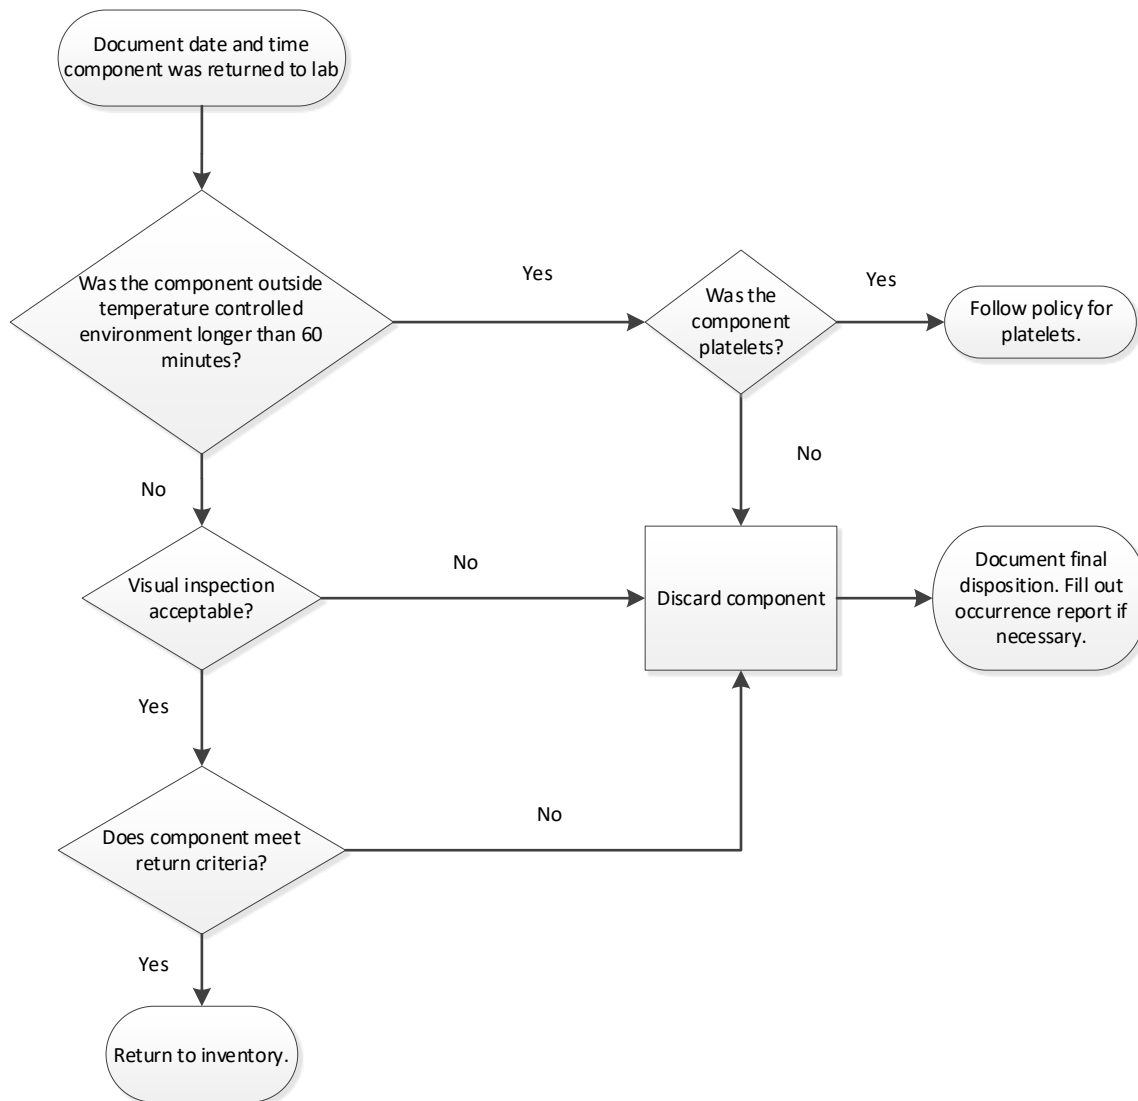 Document date and time
component was returned to lab
Was the component outside
temperature controlled
environment longer than 60
minutes?
Yes
Was the
component
platelets?
Yes
Follow policy for
platelets.
No
No
Visual inspection
acceptable?
No
Discard component
Document final
disposition. Fill out
occurrence report if
necessary.
Yes
Does component meet
return criteria?
No
Yes
Return to inventory.